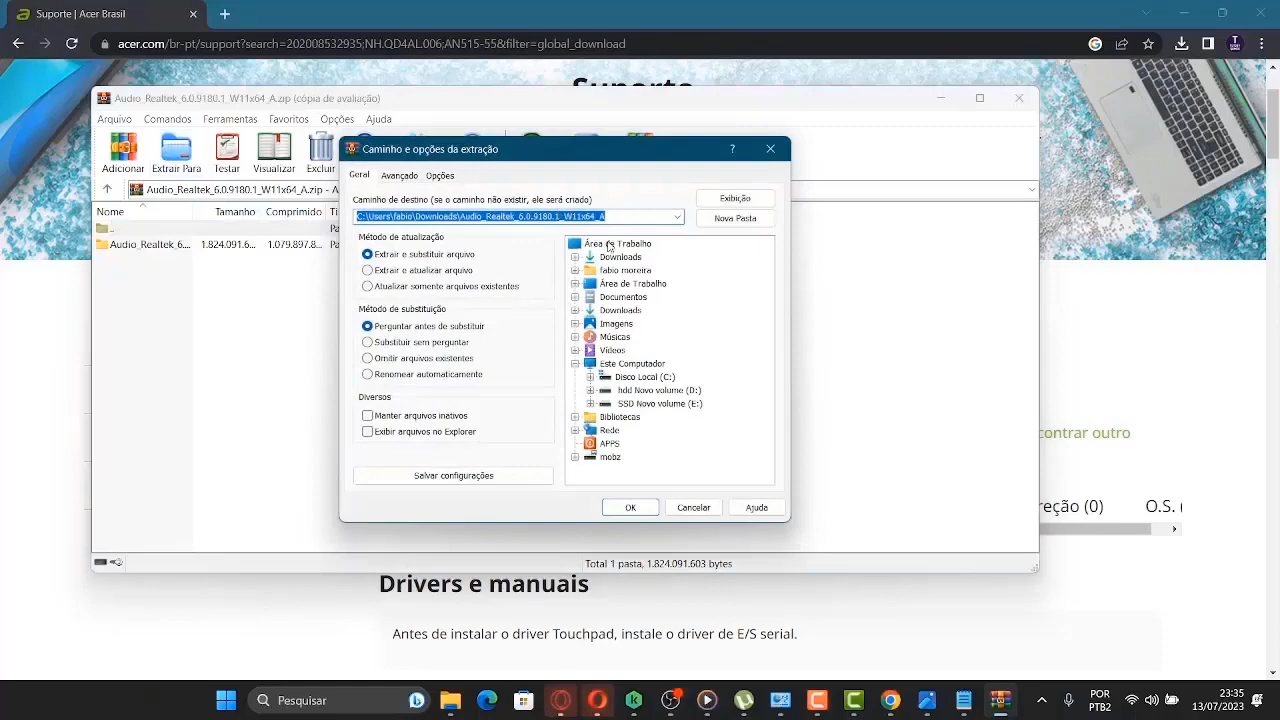 Suporte | Acer Brasil
acer.com/br-pt/support?search=202008532935;NH.QD4AL.006;AN515-55&filter=global_download
Suporte
Audio_Realtek_6.0.9180.1_W11x64_A.zip (cópia de avaliação)
Arquivo Comandos Ferramentas Favoritos Opções Ajuda
Adicionar Extrair Para Testar Visualizar Excluir
Audio_Realtek_6.0.9180.1_W11x64_A.zip - A
Nome Tamanho Comprimido T
..
Pa
Audio_Realtek_6.... 1.824.091.6... 1.079.897.8... Pa
Caminho e opções da extração
Geral Avançado Opções
Caminho de destino (se o caminho não existir, ele será criado)
C:\Users\fabio\Downloads\Audio_Realtek_6.0.9180.1_W11x64_A
Exibição
Nova Pasta
Método de atualização
Extrair e substituir arquivo
Extrair e atualizar arquivo
Atualizar somente arquivos existentes
Método de substituição
Perguntar antes de substituir
Substituir sem perguntar
Omitir arquivos existentes
Renomear automaticamente
Diversos
Manter arquivos inativos
Exibir arquivos no Explorer
Salvar configurações
Área de Trabalho
Downloads
fabio moreira
Área de Trabalho
Documentos
Downloads
Imagens
Músicas
Vídeos
Este Computador
Disco Local (C:)
hdd Novo volume (D:)
SSD Novo volume (E:)
Bibliotecas
Rede
APPS
mobz
OK Cancelar Ajuda
Total 1 pasta, 1.824.091.603 bytes
contrar outro
reção (0) O.S. (
Drivers e manuais
Antes de instalar o driver Touchpad, instale o driver de E/S serial.
Pesquisar
POR
PTB2
23:35
13/07/2023